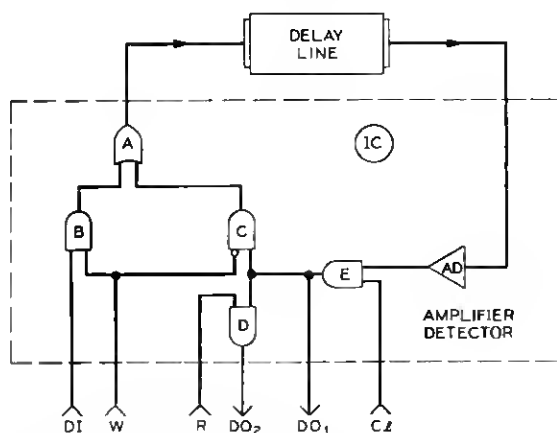 DELAY
LINE
A
IC
B
C
E
AD
D
AMPLIFIER
DETECTOR
DI W R DO₂ DO₁ Cℓ